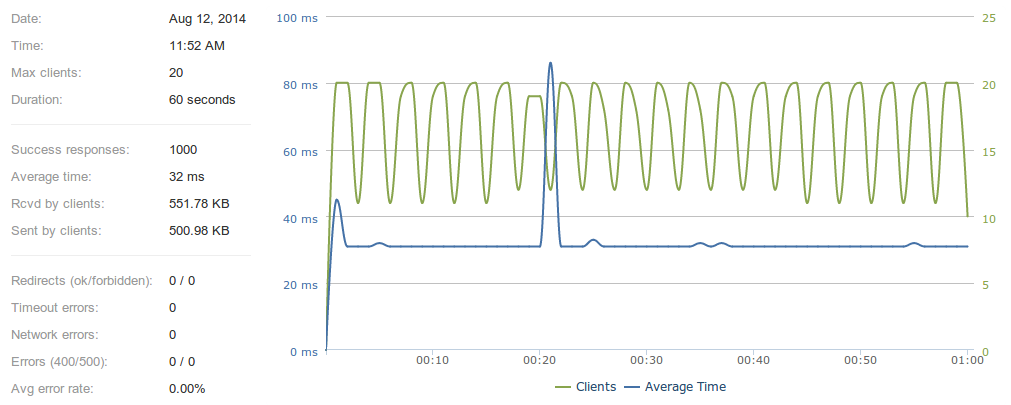 Date: Aug 12, 2014
Time: 11:52 AM
Max clients: 20
Duration: 60 seconds
Success responses: 1000
Average time: 32 ms
Rcvd by clients: 551.78 KB
Sent by clients: 500.98 KB
Redirects (ok/forbidden): 0 / 0
Timeout errors: 0
Network errors: 0
Errors (400/500): 0 / 0
Avg error rate: 0.00%
100 ms 25
80 ms 20
60 ms 15
40 ms 10
20 ms 5
0 ms 0
00:10 00:20 00:30 00:40 00:50 01:00
Clients Average Time